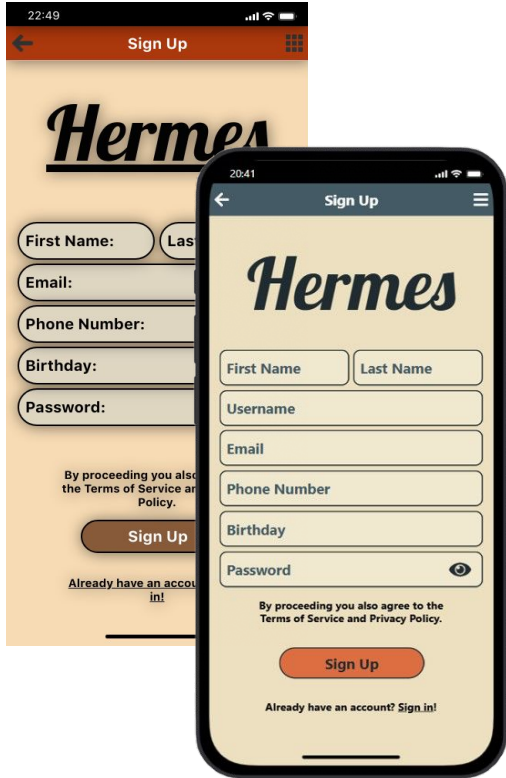 22:49
Sign Up
Hermes
First Name:
Email:
Phone Number:
Birthday:
Password:
By proceeding you
the Terms of Service
Policy.
Sign Up
Already have an
in!
20:41
Sign Up
Hermes
First Name Last Name
Username
Email
Phone Number
Birthday
Password
By proceeding you also agree to the
Terms of Service and Privacy Policy.
Sign Up
Already have an account? Sign in!